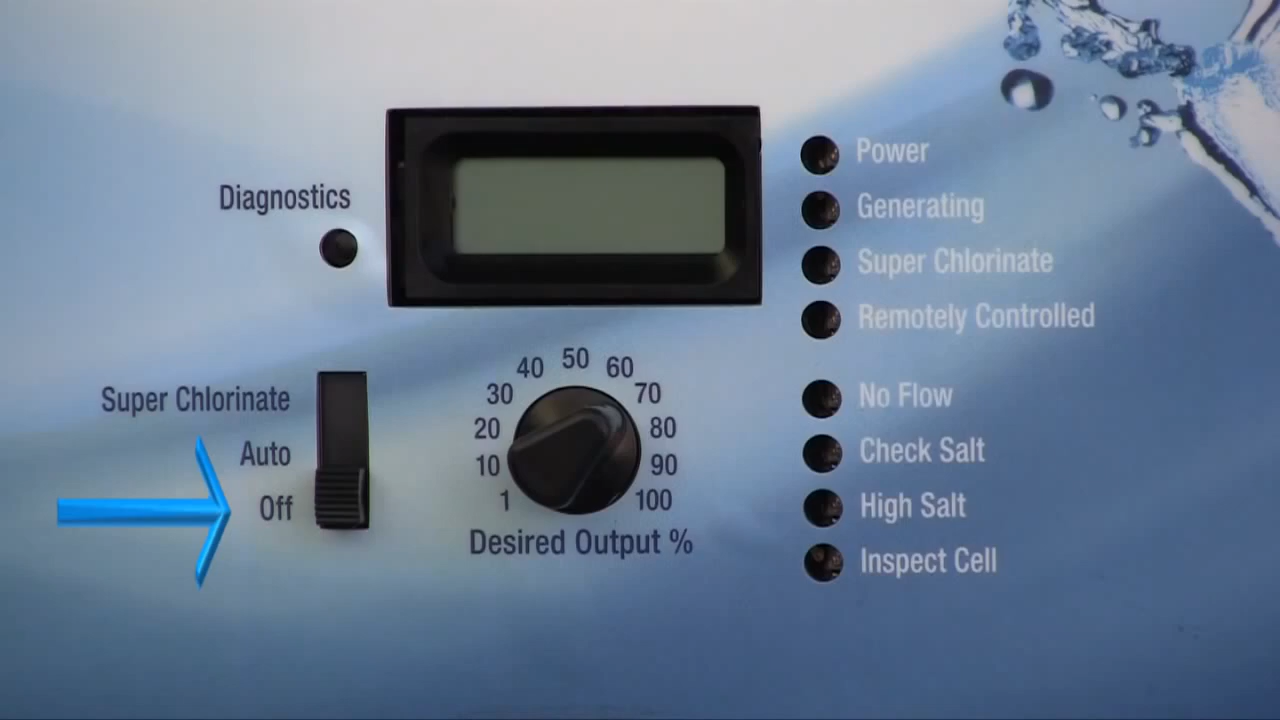 Diagnostics
Super Chlorinate
Auto
Off
1
10
20
30
40
50
60
70
80
90
100
Desired Output %
Power
Generating
Super Chlorinate
Remotely Controlled
No Flow
Check Salt
High Salt
Inspect Cell